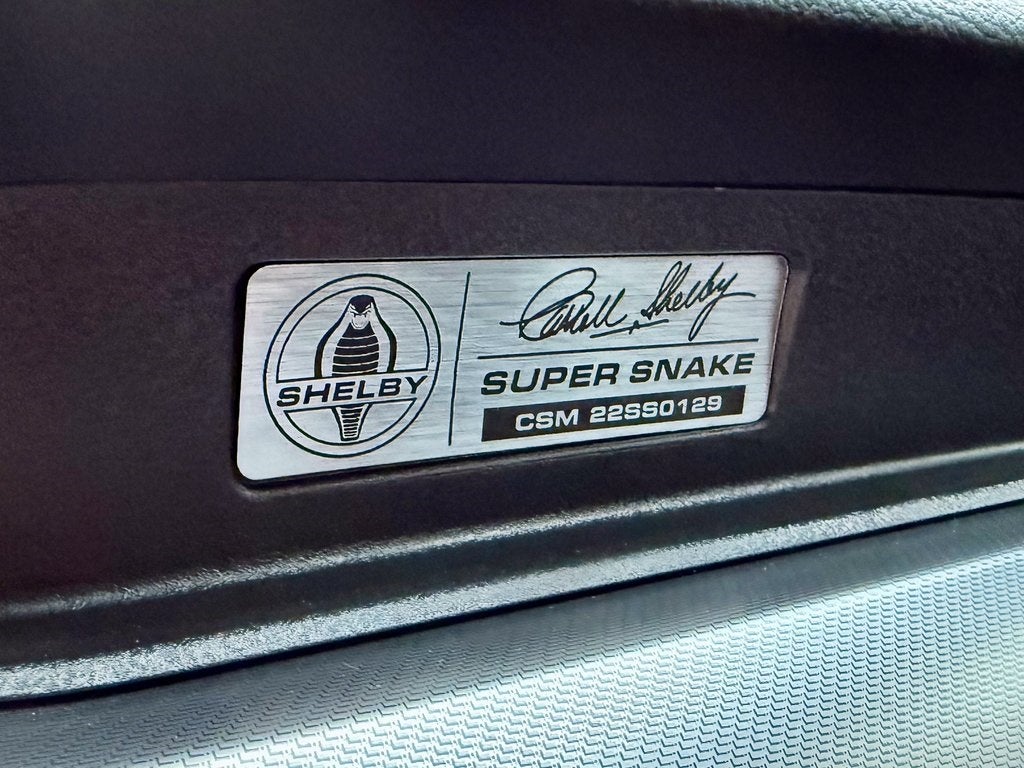 SHELBY
Carroll Shelby
SUPER SNAKE
CSM 22SS0129